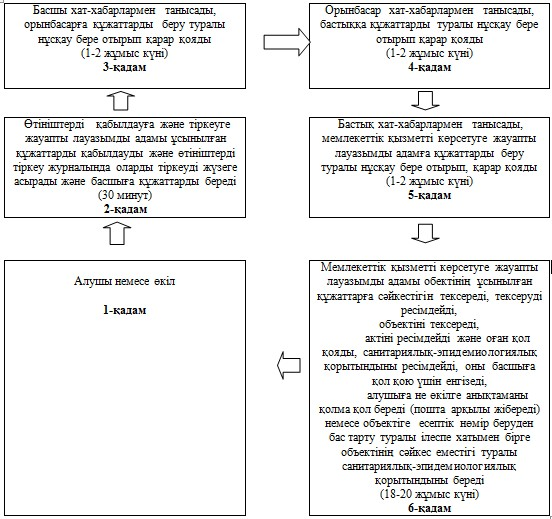 Басшы хат-хабарлармен танысады,
орынбасарға құжаттарды беру туралы
нұсқау бере отырып қарар қояды
(1-2 жұмыс күні)
3-қадам
Орынбасар хат-хабарлармен танысады,
бастыққа құжаттарды туралы нұсқау бере
отырып қарар қояды
(1-2 жұмыс күні)
4-қадам
Өтініштерді қабылдауға және тіркеуге
жауапты лауазымды адамы ұсынылған
құжаттарды қабылдауды және өтініштерді
тіркеу журналында оларды тіркеуді жүзеге
асырады және басшыға құжаттарды береді
(30 минут)
2-қадам
Бастық хат-хабарлармен танысады,
мемлекеттік қызметті көрсетуге жауапты
лауазымды адамға құжаттарды беру
туралы нұсқау бере отырып, қарар қояды
(1-2 жұмыс күні)
5-қадам
Алушы немесе өкіл
1-қадам
Мемлекеттік қызметті көрсетуге жауапты
лауазымды адамы обектінің ұсынылған
құжаттарға сәйкестігін тексереді, тексеруді
ресімдейді,
объектіні тексереді,
актіні ресімдейді және оған қол
қояды, санитариялық-эпидемиологиялық
қорытындыны ресімдейді, оны басшыға
қол қою үшін енгізеді,
алушыға не өкілге анықтаманы
қолма қол береді (пошта арқылы жібереді)
немесе объектіге есептік нөмір беруден
бас тарту туралы ілеспе хатымен бірге
объектінің сәйкес еместігі туралы
санитариялық-эпидемиологиялық
қорытындыны береді
(18-20 жұмыс күні)
6-қадам